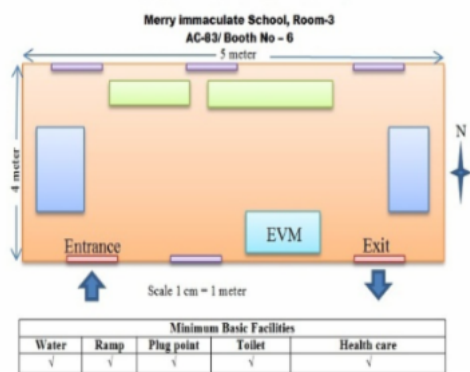 Merry immaculate School, Room-3
AC-83/ Booth No – 6
5 meter
4 meter
N
EVM
Entrance
Exit
Scale 1 cm = 1 meter
Minimum Basic Facilities
Water Ramp Plug point Toilet Health care
√ √ √ √ √